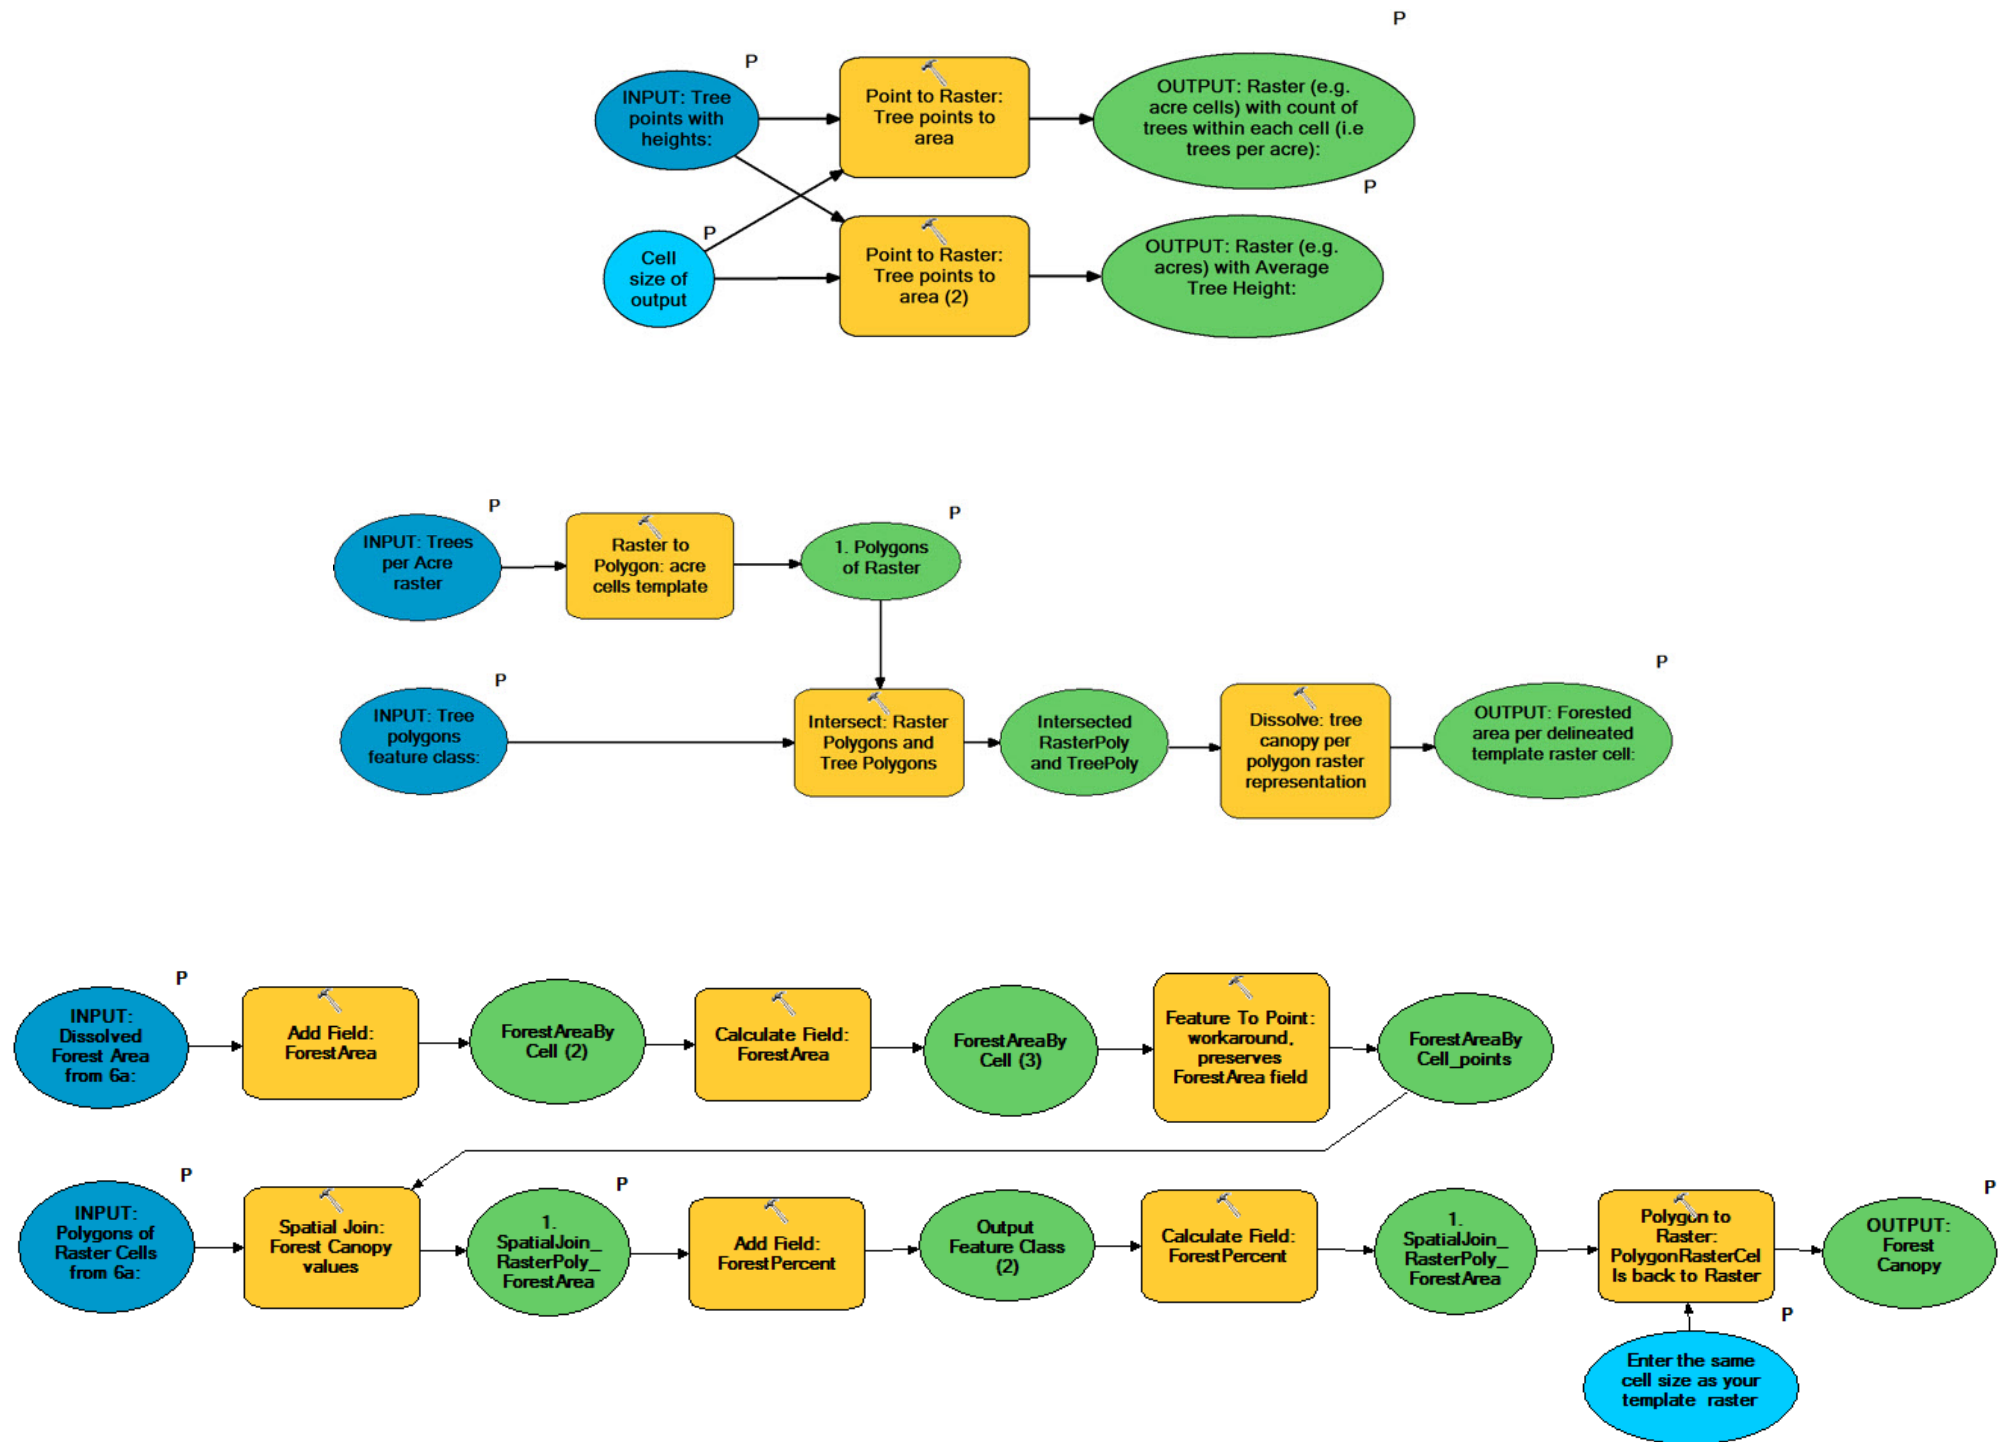 P
P
INPUT: Tree
points with
heights:
Point to Raster:
Tree points to
area
OUTPUT: Raster (e.g.
acre cells) with count of
trees within each cell (i.e
trees per acre):
P
P
Cell
size of
output
Point to Raster:
Tree points to
area (2)
OUTPUT: Raster (e.g.
acres) with Average
Tree Height:
P
P
INPUT: Trees
per Acre
raster
Raster to
Polygon: acre
cells template
1. Polygons
of Raster
P
P
INPUT: Tree
polygons
feature class:
Intersect: Raster
Polygons and
Tree Polygons
Intersected
RasterPoly
and TreePoly
Dissolve: tree
canopy per
polygon raster
representation
OUTPUT: Forested
area per delineated
template raster cell:
P
INPUT:
Dissolved
Forest Area
from 6a:
Add Field:
ForestArea
ForestAreaBy
Cell (2)
Calculate Field:
ForestArea
ForestAreaBy
Cell (3)
Feature To Point:
workaround,
preserves
ForestArea field
ForestAreaBy
Cell_points
P
P
P
INPUT:
Polygons of
Raster Cells
from 6a:
Spatial Join:
Forest Canopy
values
1.
SpatialJoin_
RasterPoly_
ForestArea
Add Field:
ForestPercent
Output
Feature Class
(2)
Calculate Field:
ForestPercent
1.
SpatialJoin_
RasterPoly_
ForestArea
Polygon to
Raster:
PolygonRasterCel
ls back to Raster
OUTPUT:
Forest
Canopy
P
Enter the same
cell size as your
template raster